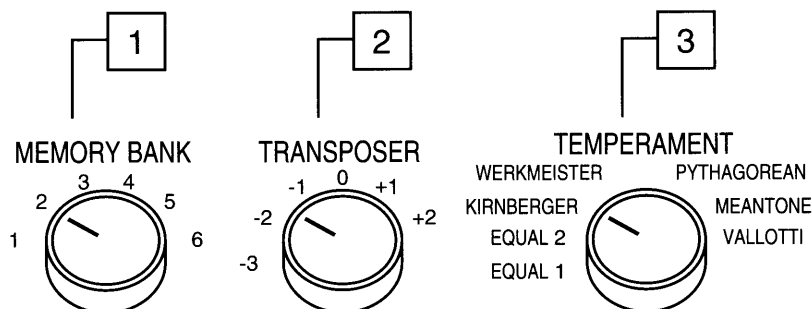 1
2
3
MEMORY BANK
1
2
3
4
5
6
TRANSPOSER
-3
-2
-1
0
+1
+2
TEMPERAMENT
EQUAL 1
EQUAL 2
KIRNBERGER
WERKMEISTER
PYTHAGOREAN
MEANTONE
VALLOTTI